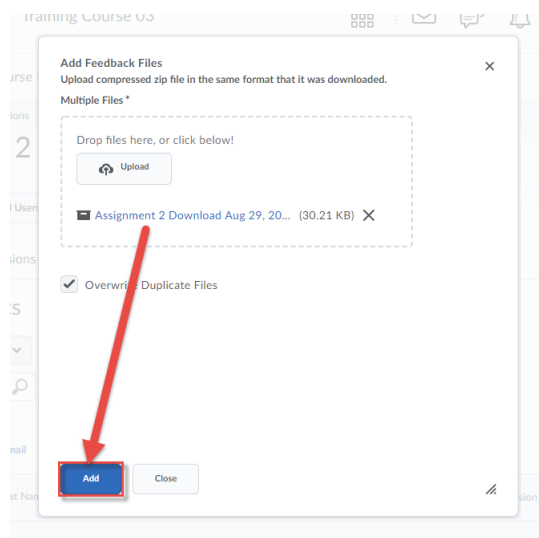 Training Course 03
Add Feedback Files
Upload compressed zip file in the same format that it was downloaded.
Multiple Files *
Drop files here, or click below!
Upload
Assignment 2 Download Aug 29, 20... (30.21 KB)
Overwrite Duplicate Files
Add Close
2